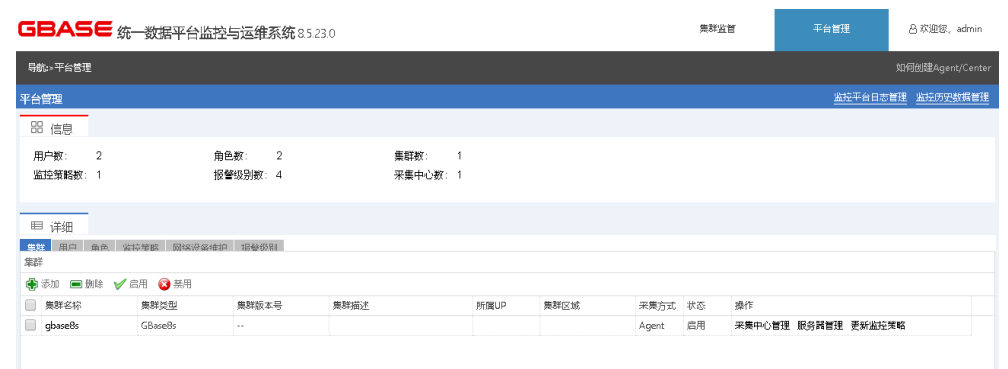 GBASE 统一数据平台监控与运维系统 8.5.23.0 集群监管 平台管理 欢迎您, admin
导航:>平台管理 如何创建Agent/Center
平台管理 监控平台日志管理 监控历史数据管理
信息
用户数: 2 角色数: 2 集群数: 1
监控策略数: 1 报警级别数: 4 采集中心数: 1
详细
集群 用户 角色 监控策略 网络设备维护 报警级别
集群
添加 删除 启用 禁用
集群名称 集群类型 集群版本号 集群描述 所属UP 集群区域 采集方式 状态 操作
gbase8s GBase8s -- Agent 启用 采集中心管理 服务器管理 更新监控策略